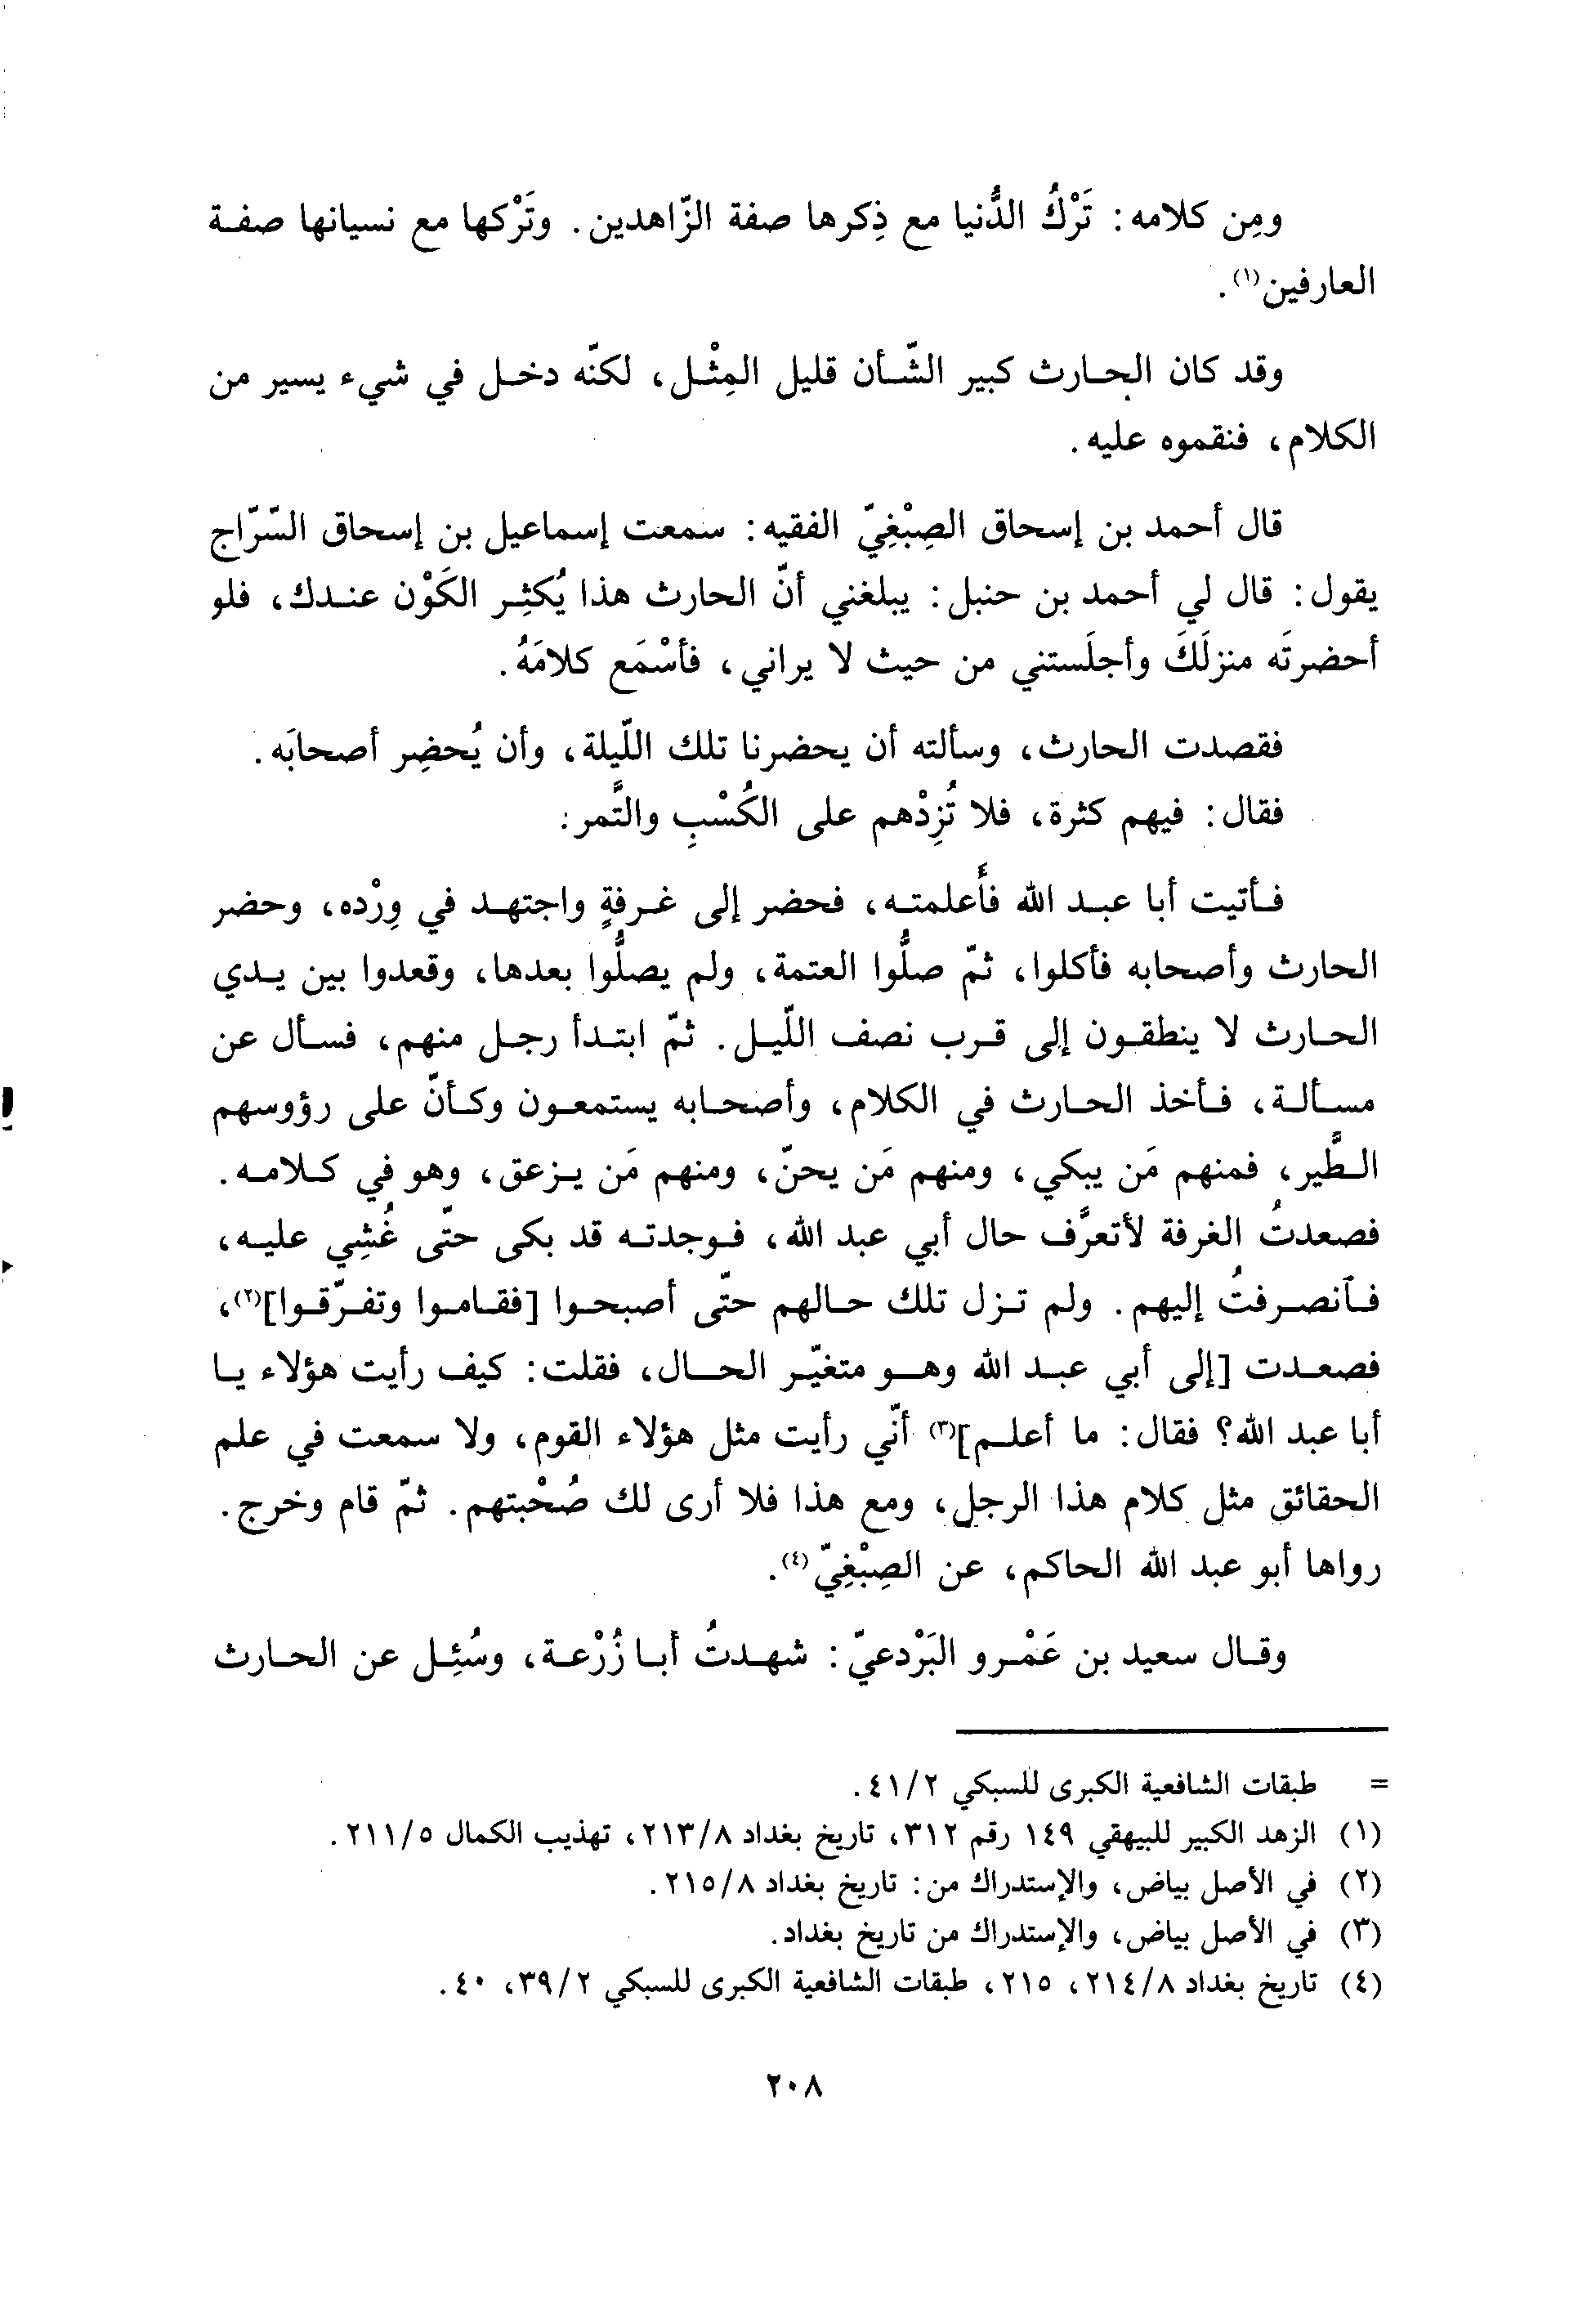 ومِن كلامه: تَرْكُ الدُّنيا مع ذِكرها صفة الزّاهدين. وتَرْكها مع نسيانها صفة
العارفين(١).
وقد كان الحارث كبير الشّأن قليل المِثْل، لكنّه دخل في شيء يسير من
الكلام، فنقموه عليه.
قال أحمد بن إسحاق الصِبْغِيّ الفقيه: سمعت إسماعيل بن إسحاق السّرّاج
يقول: قال لي أحمد بن حنبل: يبلغني أنّ الحارث هذا يُكثِر الكَوْن عندك، فلو
أحضرتَه منزلَكَ وأجلَستني من حيث لا يراني، فأسْمَع كلامَهُ.
فقصدت الحارث، وسألته أن يحضرنا تلك اللّيلة، وأن يُحضِر أصحابَه.
فقال: فيهم كثرة، فلا تُزِدْهم على الكُسْبِ والتَّمر.
فأتيت أبا عبد الله فأَعلمته، فحضر إلى غرفةٍ واجتهد في وِرْده، وحضر
الحارث وأصحابه فأكلوا، ثمّ صلُّوا العتمة، ولم يصلُّوا بعدها، وقعدوا بين يدي
الحارث لا ينطقون إلى قرب نصف اللّيل. ثمّ ابتدأ رجل منهم، فسأل عن
مسألة، فأخذ الحارث في الكلام، وأصحابه يستمعون وكأنّ على رؤوسهم
الطَّير، فمنهم مَن يبكي، ومنهم مَن يحنّ، ومنهم مَن يزعق، وهو في كلامه.
فصعدتُ الغرفة لأتعرَّف حال أبي عبد الله، فوجدته قد بكى حتّى غُشِي عليه،
فٱنصرفتُ إليهم. ولم تزل تلك حالهم حتّى أصبحوا [فقاموا وتفرّقوا](٢)،
فصعدت [إلى أبي عبد الله وهو متغيّر الحال، فقلت: كيف رأيت هؤلاء يا
أبا عبد الله؟ فقال: ما أعلم](٣) أنّي رأيت مثل هؤلاء القوم، ولا سمعت في علم
الحقائق مثل كلام هذا الرجل، ومع هذا فلا أرى لك صُحْبتهم. ثمّ قام وخرج.
رواها أبو عبد الله الحاكم، عن الصِبْغِيّ(٤).
وقال سعيد بن عَمْرو البَرْدعيّ: شهدتُ أبا زُرْعة، وسُئِل عن الحارث
= طبقات الشافعية الكبرى للسبكي ٤١/٢.
(١) الزهد الكبير للبيهقي ١٤٩ رقم ٣١٢، تاريخ بغداد ٢١٣/٨، تهذيب الكمال ٢١١/٥.
(٢) في الأصل بياض، والإستدراك من: تاريخ بغداد ٢١٥/٨.
(٣) في الأصل بياض، والإستدراك من تاريخ بغداد.
(٤) تاريخ بغداد ٢١٤/٨، ٢١٥، طبقات الشافعية الكبرى للسبكي ٣٩/٢، ٤٠.
٢٠٨